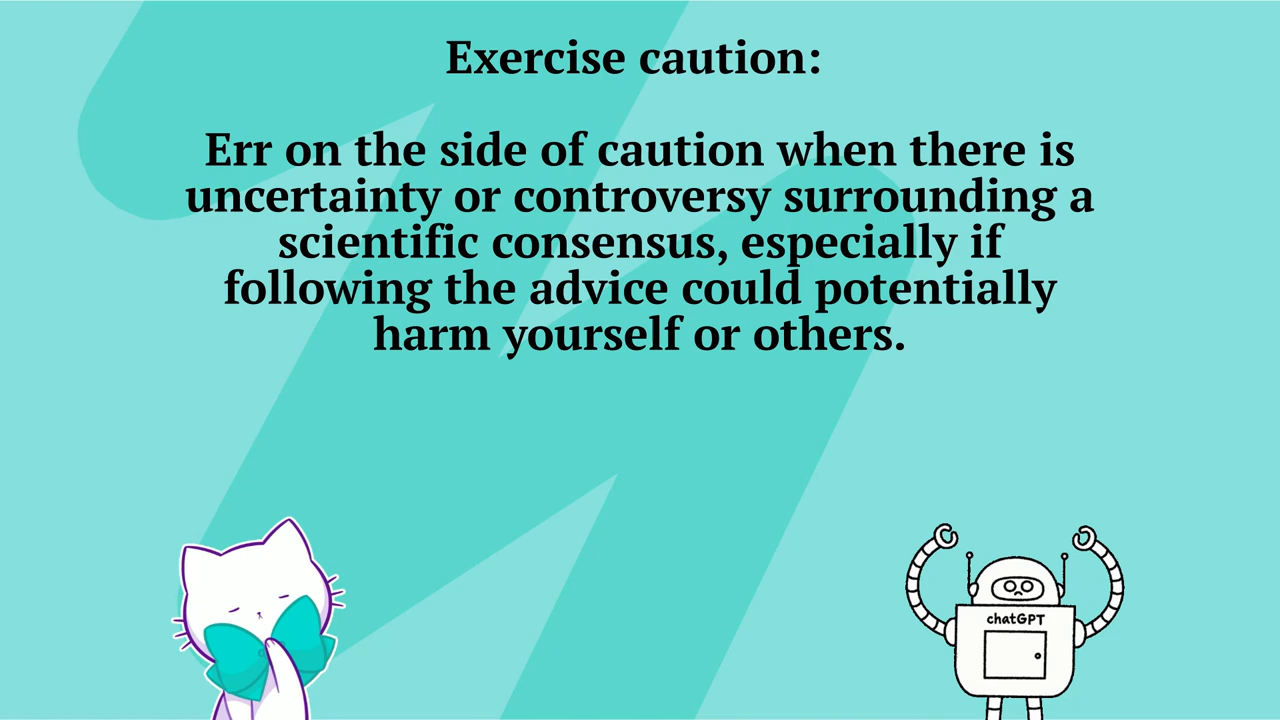 Exercise caution:
Err on the side of caution when there is
uncertainty or controversy surrounding a
scientific consensus, especially if
following the advice could potentially
harm yourself or others.
chatGPT